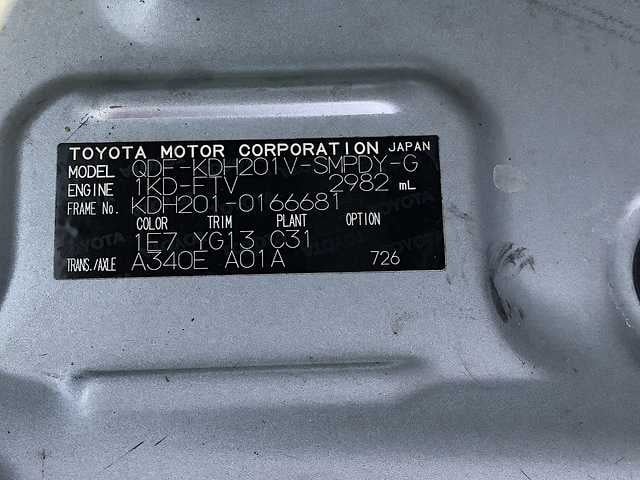 TOYOTA MOTOR CORPORATION JAPAN
MODEL QDF-KDH201V-SMPDY-G
ENGINE 1KD-FTV 2982 mL
FRAME No. KDH201-0166681
COLOR TRIM PLANT OPTION
1E7 YG13 C31
TRANS./AXLE A340E A01A 726